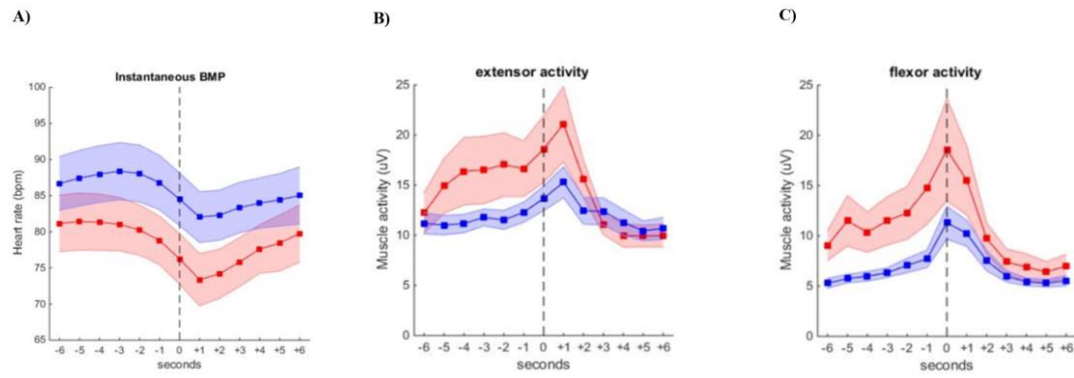 A)
B)
C)
Instantaneous BMP
Heart rate (bpm)
100
95
90
85
80
75
70
65
-6 -5 -4 -3 -2 -1 0 +1 +2 +3 +4 +5 +6
seconds
extensor activity
Muscle activity (uV)
25
20
15
10
5
0
-6 -5 -4 -3 -2 -1 0 +1 +2 +3 +4 +5 +6
seconds
flexor activity
Muscle activity (uV)
25
20
15
10
5
0
-6 -5 -4 -3 -2 -1 0 +1 +2 +3 +4 +5 +6
seconds